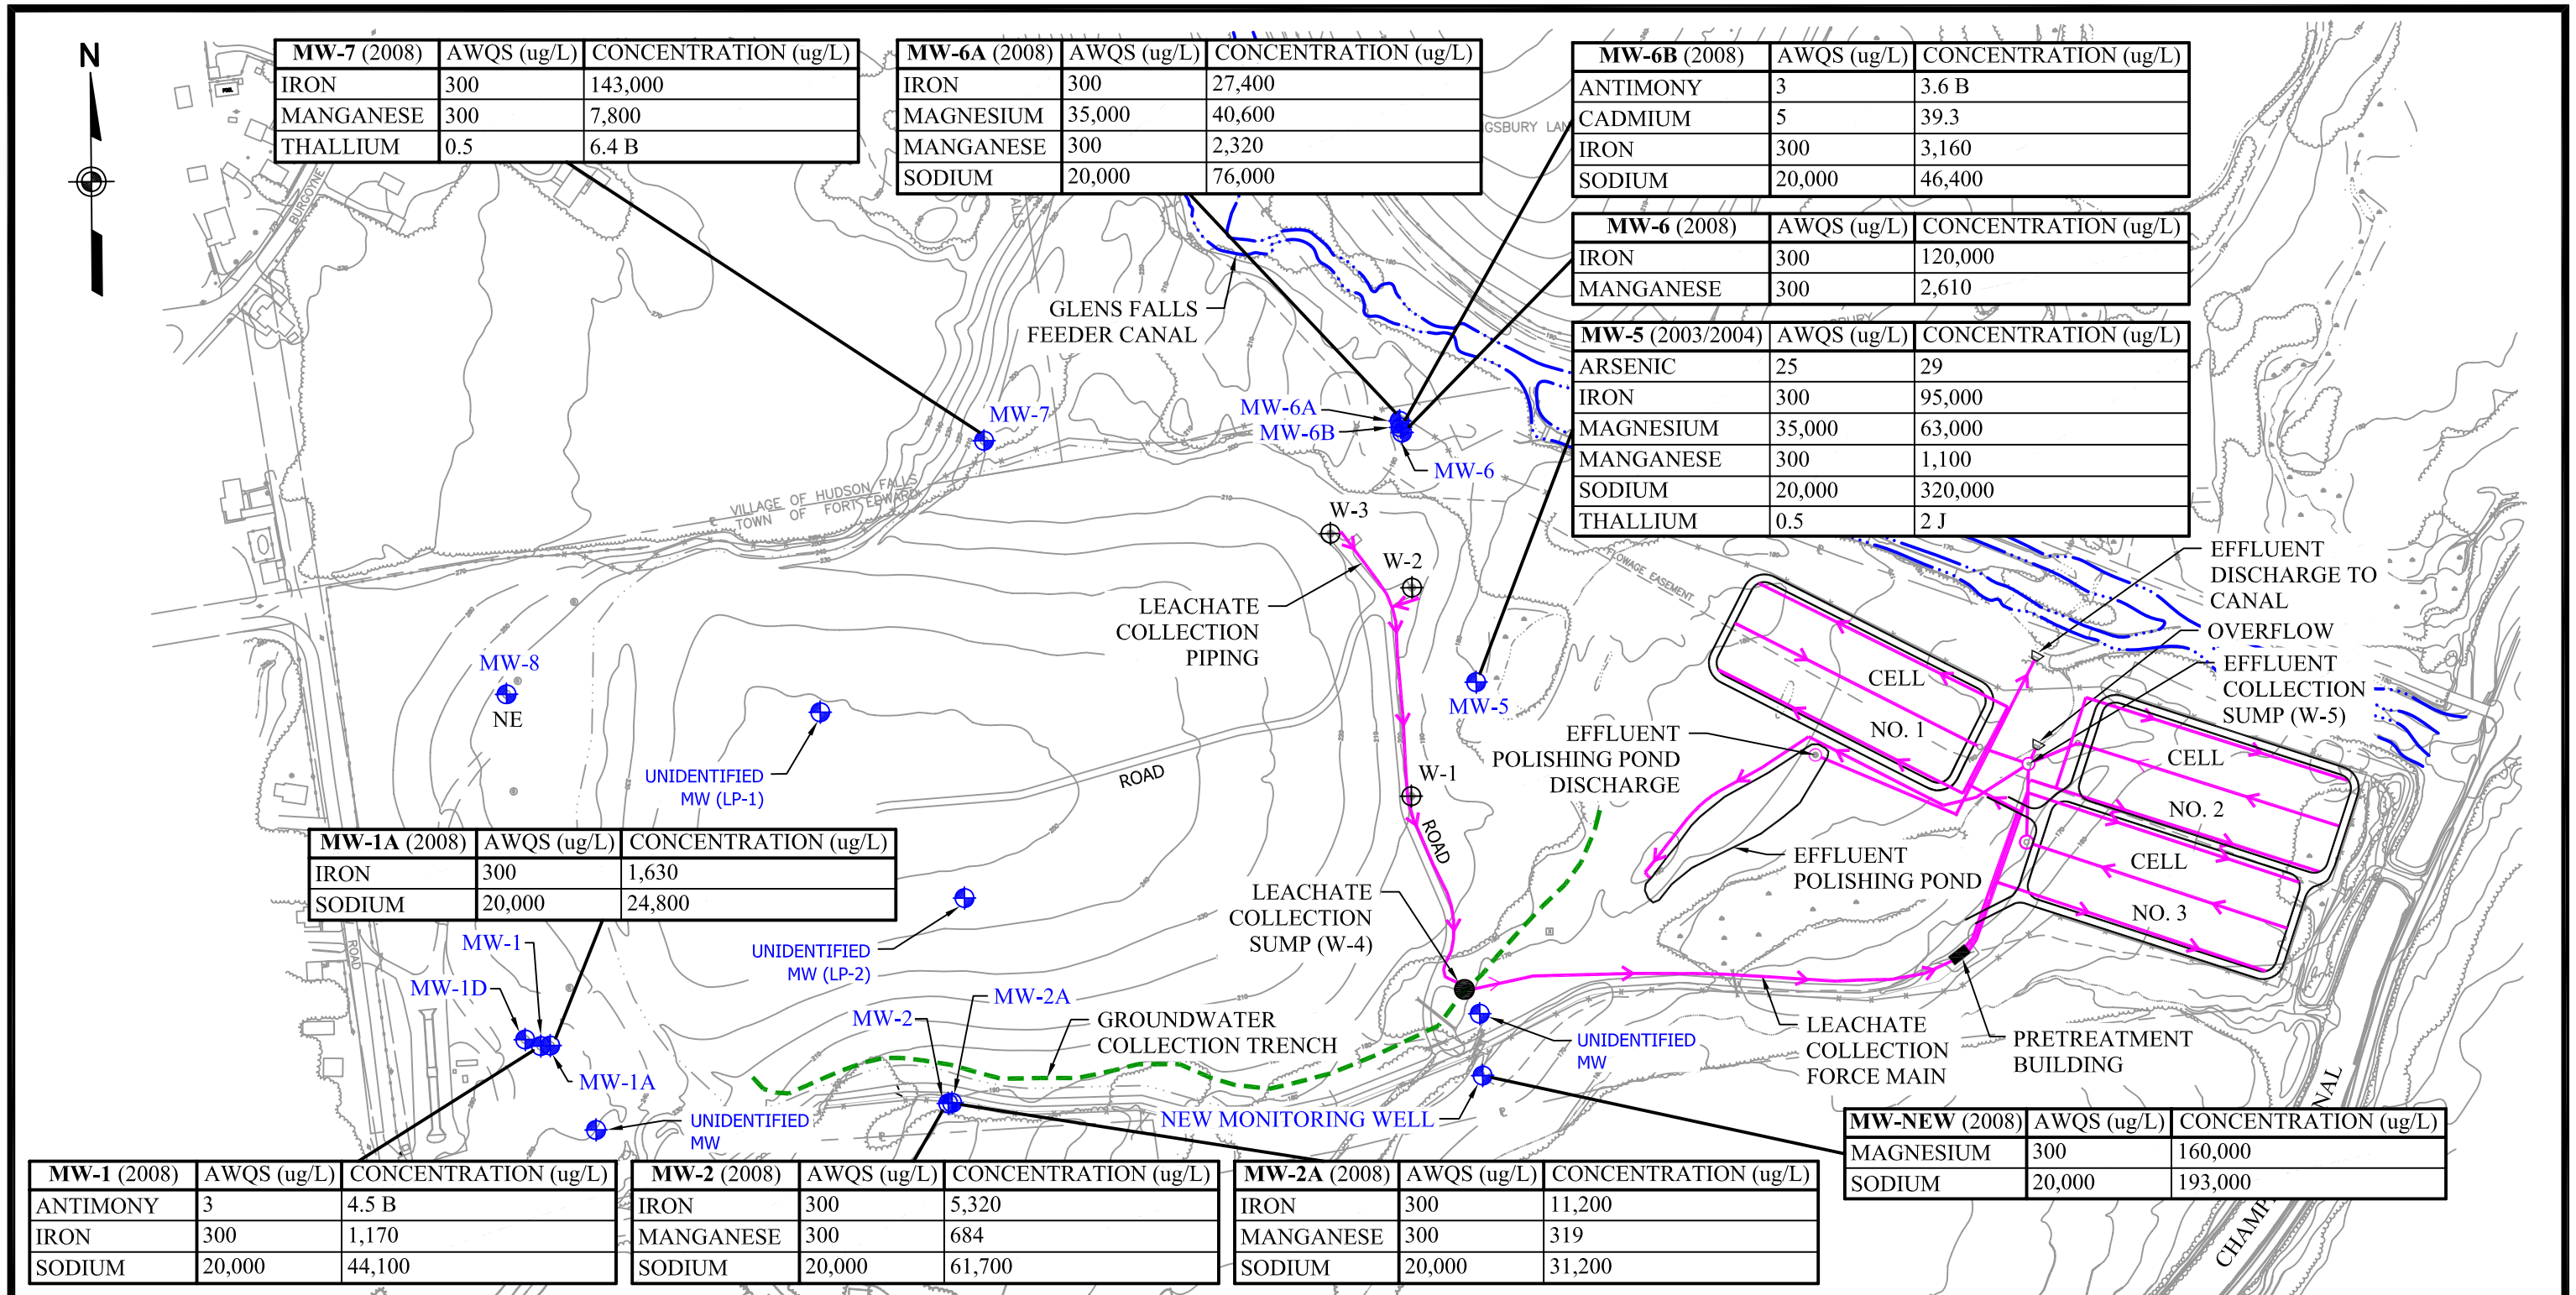 N
MW-7 (2008) AWQS (ug/L) CONCENTRATION (ug/L)
IRON 300 143,000
MANGANESE 300 7,800
THALLIUM 0.5 6.4 B
MW-6A (2008) AWQS (ug/L) CONCENTRATION (ug/L)
IRON 300 27,400
MAGNESIUM 35,000 40,600
MANGANESE 300 2,320
SODIUM 20,000 76,000
MW-6B (2008) AWQS (ug/L) CONCENTRATION (ug/L)
ANTIMONY 3 3.6 B
CADMIUM 5 39.3
IRON 300 3,160
SODIUM 20,000 46,400
MW-6 (2008) AWQS (ug/L) CONCENTRATION (ug/L)
IRON 300 120,000
MANGANESE 300 2,610
MW-5 (2003/2004) AWQS (ug/L) CONCENTRATION (ug/L)
ARSENIC 25 29
IRON 300 95,000
MAGNESIUM 35,000 63,000
MANGANESE 300 1,100
SODIUM 20,000 320,000
THALLIUM 0.5 2 J
BURGOYNE
GLENS FALLS
FEEDER CANAL
MW-7
MW-6A
MW-6B
MW-6
VILLAGE OF HUDSON FALLS
TOWN OF FORT EDWARD
W-3
W-2
FLOWAGE EASEMENT
LEACHATE
COLLECTION
PIPING
EFFLUENT
DISCHARGE TO
CANAL
OVERFLOW
EFFLUENT
COLLECTION
SUMP (W-5)
MW-8
NE
MW-5
CELL
NO. 1
CELL
NO. 2
CELL
NO. 3
UNIDENTIFIED
MW (LP-1)
ROAD
W-1
ROAD
EFFLUENT
POLISHING POND
DISCHARGE
EFFLUENT
POLISHING POND
MW-1A (2008) AWQS (ug/L) CONCENTRATION (ug/L)
IRON 300 1,630
SODIUM 20,000 24,800
LEACHATE
COLLECTION
SUMP (W-4)
UNIDENTIFIED
MW (LP-2)
ROAD
MW-1
MW-1D
MW-1A
UNIDENTIFIED
MW
MW-2
MW-2A
GROUNDWATER
COLLECTION TRENCH
UNIDENTIFIED
MW
NEW MONITORING WELL
LEACHATE
COLLECTION
FORCE MAIN
PRETREATMENT
BUILDING
MW-NEW (2008) AWQS (ug/L) CONCENTRATION (ug/L)
MAGNESIUM 300 160,000
SODIUM 20,000 193,000
MW-1 (2008) AWQS (ug/L) CONCENTRATION (ug/L)
ANTIMONY 3 4.5 B
IRON 300 1,170
SODIUM 20,000 44,100
MW-2 (2008) AWQS (ug/L) CONCENTRATION (ug/L)
IRON 300 5,320
MANGANESE 300 684
SODIUM 20,000 61,700
MW-2A (2008) AWQS (ug/L) CONCENTRATION (ug/L)
IRON 300 11,200
MANGANESE 300 319
SODIUM 20,000 31,200